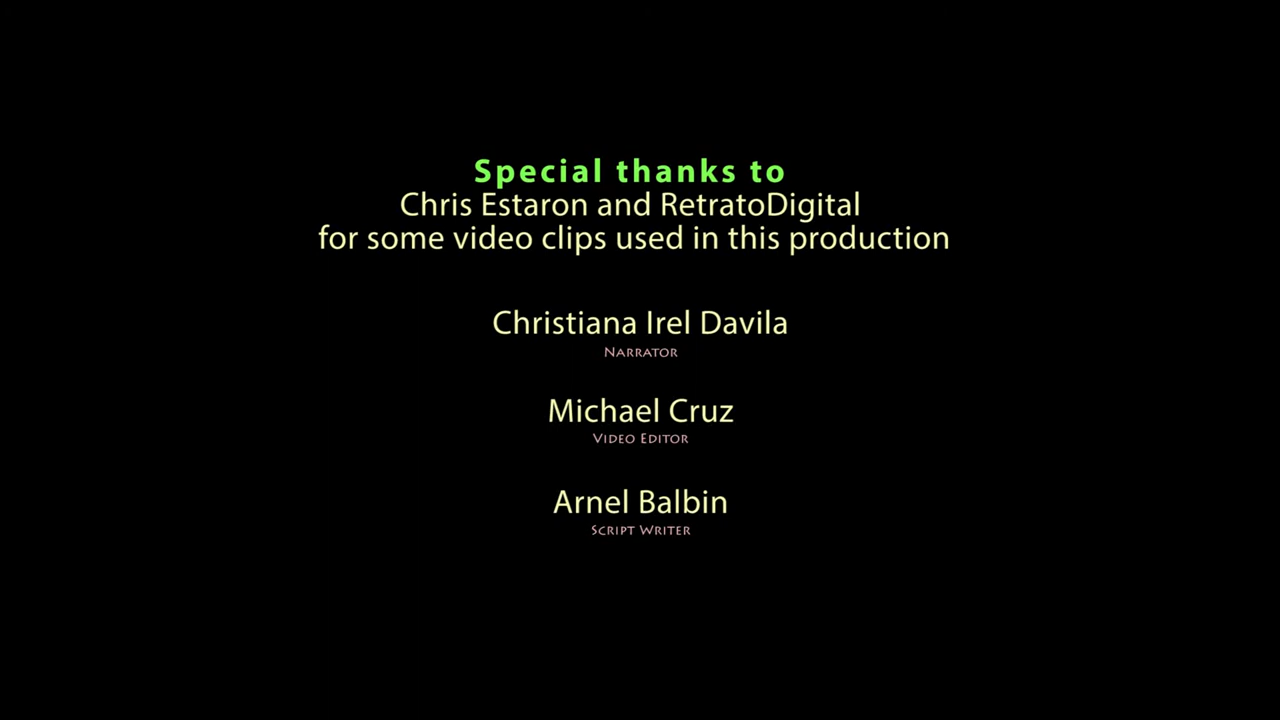 Special thanks to
Chris Estaron and RetratoDigital
for some video clips used in this production
Christiana Irel Davila
Narrator
Michael Cruz
Video Editor
Arnel Balbin
Script Writer